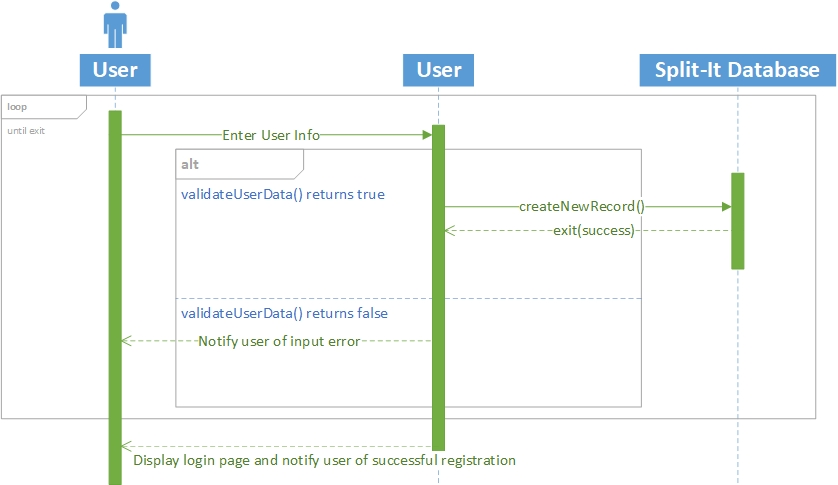 User
User
Split-It Database
loop
until exit
Enter User Info
alt
validateUserData() returns true
createNewRecord()
exit(success)
validateUserData() returns false
Notify user of input error
Display login page and notify user of successful registration